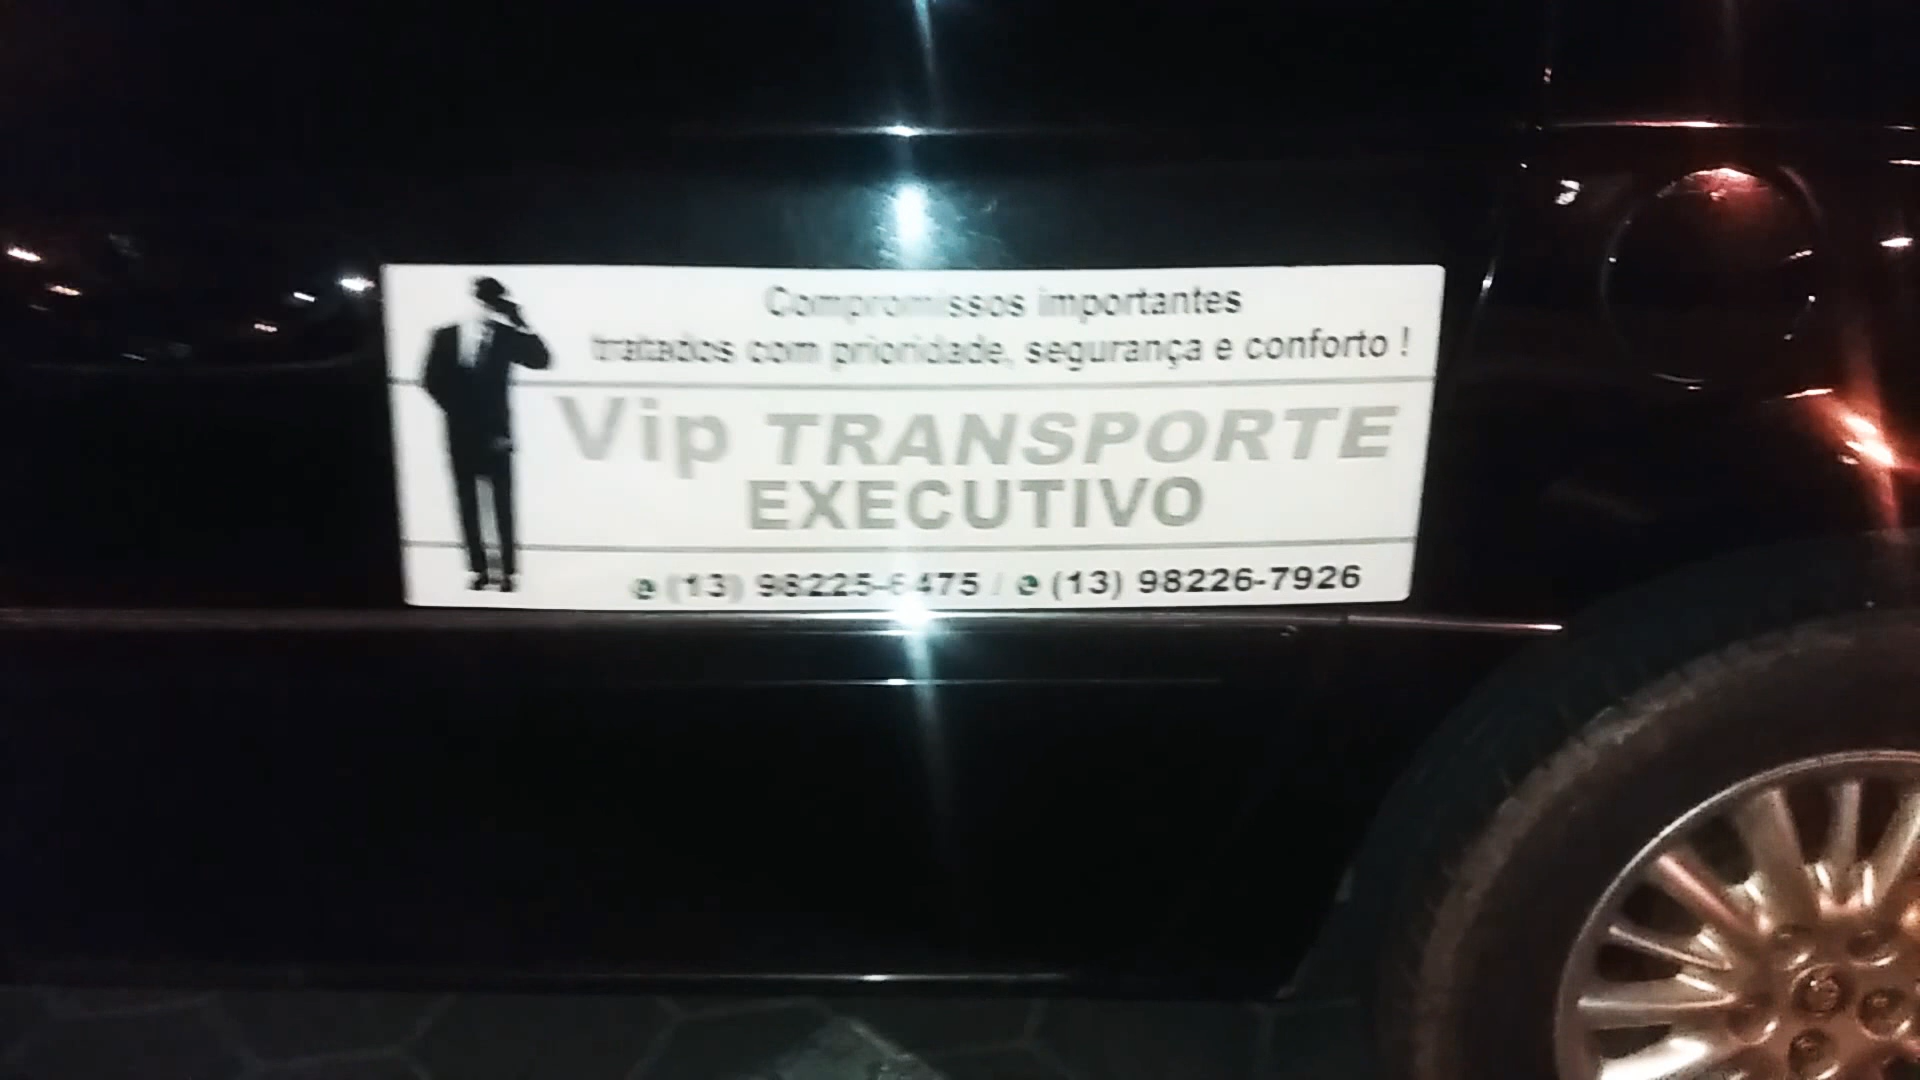 Compromissos importantes
tratados com prioridade, segurança e conforto !
Vip TRANSPORTE
EXECUTIVO
(13) 98225-6475 / (13) 98226-7926